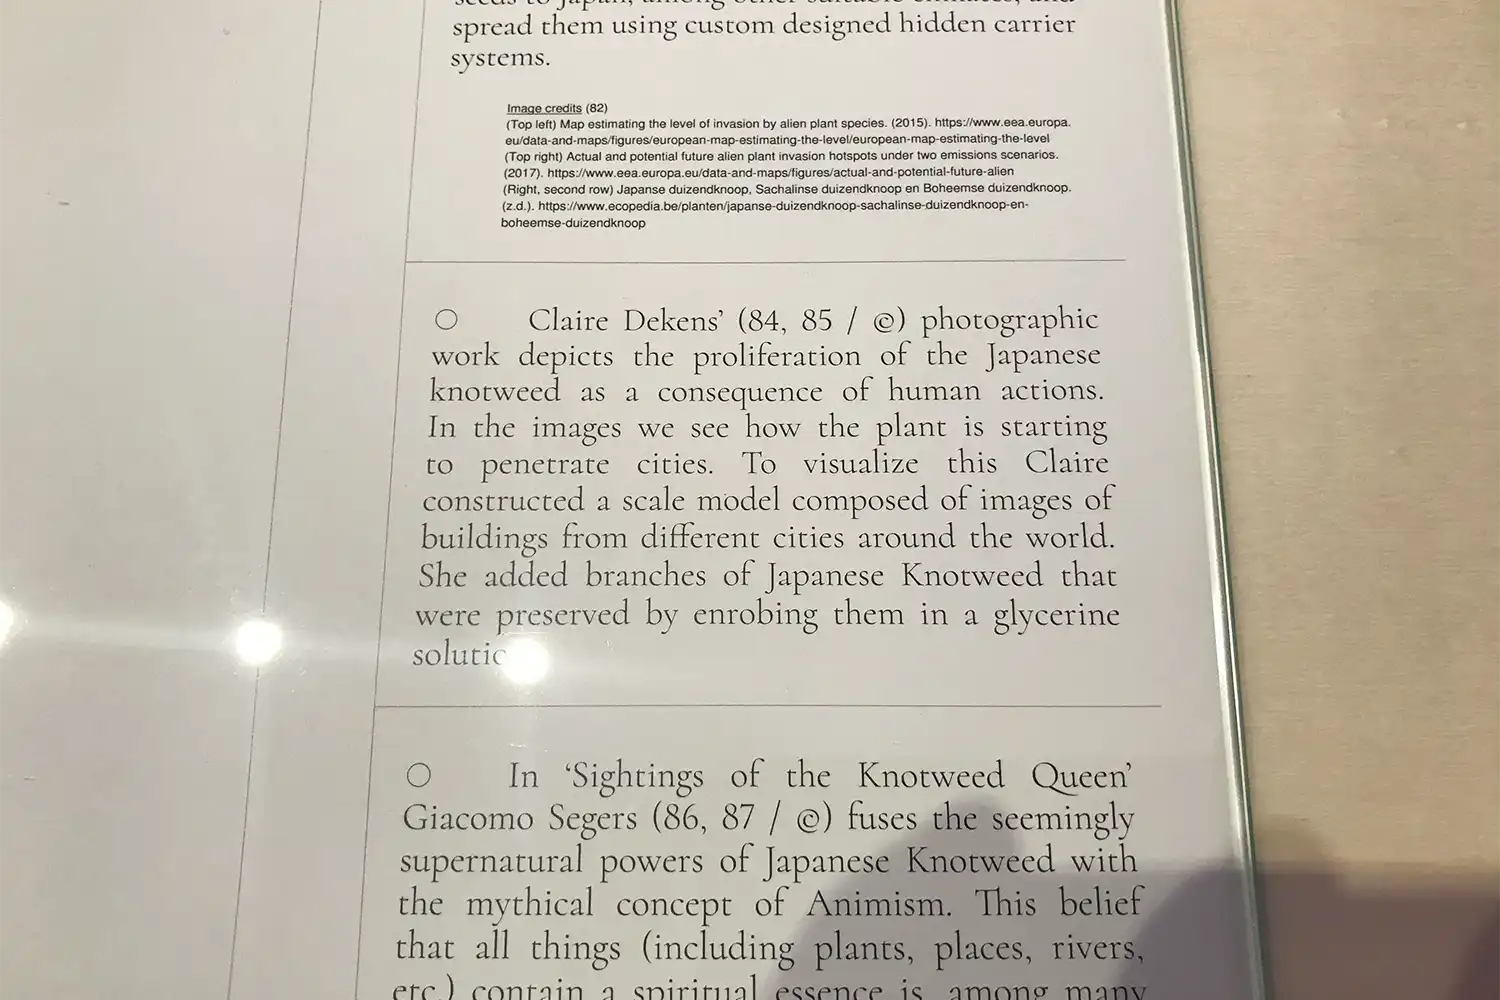 spread them using custom designed hidden carrier
systems.
Image credits (82)
(Top left) Map estimating the level of invasion by alien plant species. (2015). https://www.eea.europa.
eu/data-and-maps/figures/european-map-estimating-the-level/european-map-estimating-the-level
(Top right) Actual and potential future alien plant invasion hotspots under two emissions scenarios.
(2017). https://www.eea.europa.eu/data-and-maps/figures/actual-and-potential-future-alien
(Right, second row) Japanse duizendknoop, Sachalinse duizendknoop en Boheemse duizendknoop.
(z.d.). https://www.ecopedia.be/planten/japanse-duizendknoop-sachalinse-duizendknoop-en-
boheemse-duizendknoop
○ Claire Dekens’ (84, 85 / ©) photographic
work depicts the proliferation of the Japanese
knotweed as a consequence of human actions.
In the images we see how the plant is starting
to penetrate cities. To visualize this Claire
constructed a scale model composed of images of
buildings from different cities around the world.
She added branches of Japanese Knotweed that
were preserved by enrobing them in a glycerine
○ In ‘Sightings of the Knotweed Queen’
Giacomo Segers (86, 87 / ©) fuses the seemingly
supernatural powers of Japanese Knotweed with
the mythical concept of Animism. This belief
that all things (including plants, places, rivers,
etc.) contain a spiritual essence is, among many